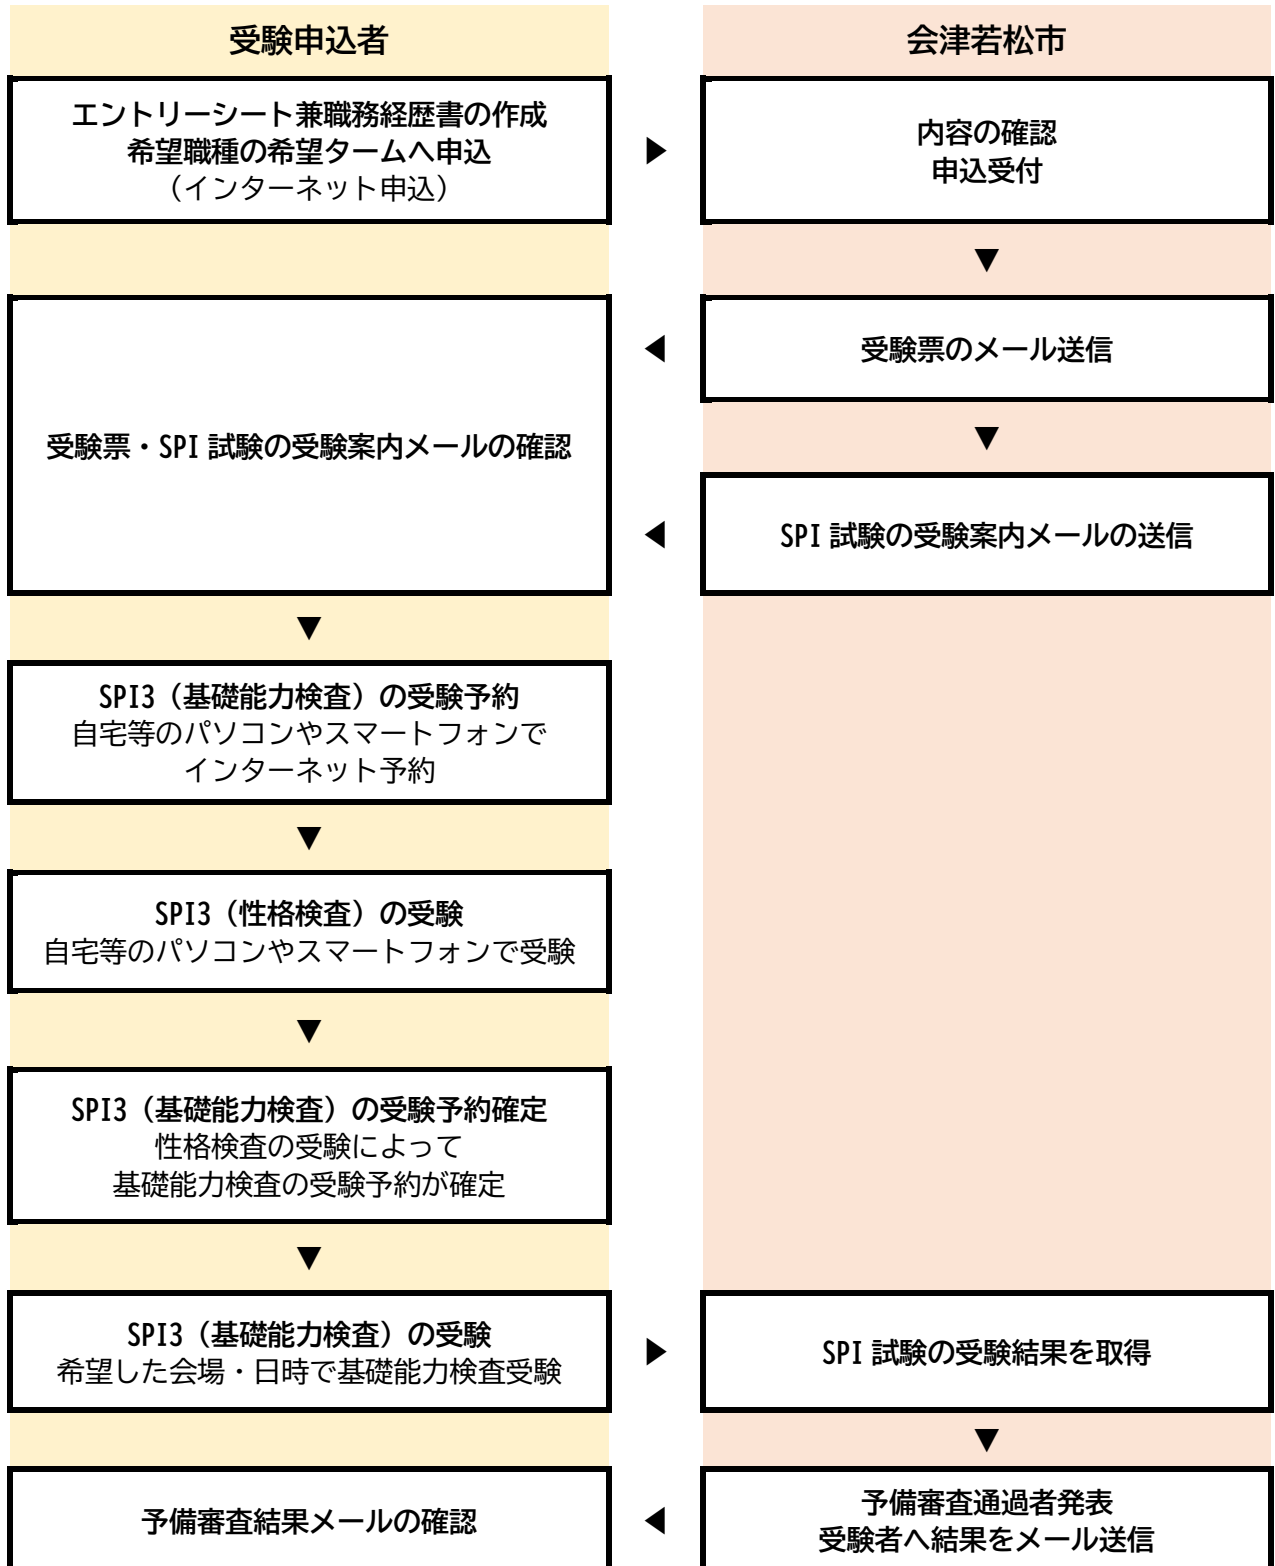 受験申込者
会津若松市
エントリーシート兼職務経歴書の作成
希望職種の希望タームへ申込
（インターネット申込）
▶
内容の確認
申込受付
▼
受験票・SPI 試験の受験案内メールの確認
◀
受験票のメール送信
▼
◀
SPI 試験の受験案内メールの送信
▼
SPI3（基礎能力検査）の受験予約
自宅等のパソコンやスマートフォンで
インターネット予約
▼
SPI3（性格検査）の受験
自宅等のパソコンやスマートフォンで受験
▼
SPI3（基礎能力検査）の受験予約確定
性格検査の受験によって
基礎能力検査の受験予約が確定
▼
SPI3（基礎能力検査）の受験
希望した会場・日時で基礎能力検査受験
▶
SPI 試験の受験結果を取得
▼
予備審査結果メールの確認
◀
予備審査通過者発表
受験者へ結果をメール送信